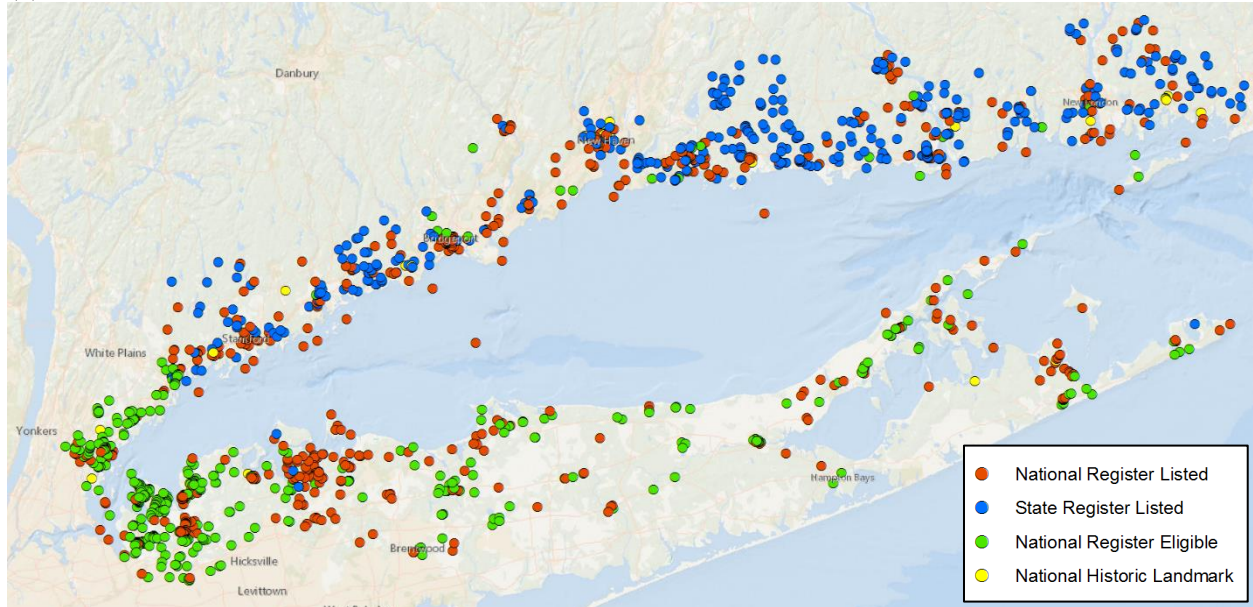 Danbury
New London
New Haven
Bridgeport
Stamford
White Plains
Yonkers
Hampton Bays
Brentwood
Hicksville
Levittown
National Register Listed
State Register Listed
National Register Eligible
National Historic Landmark